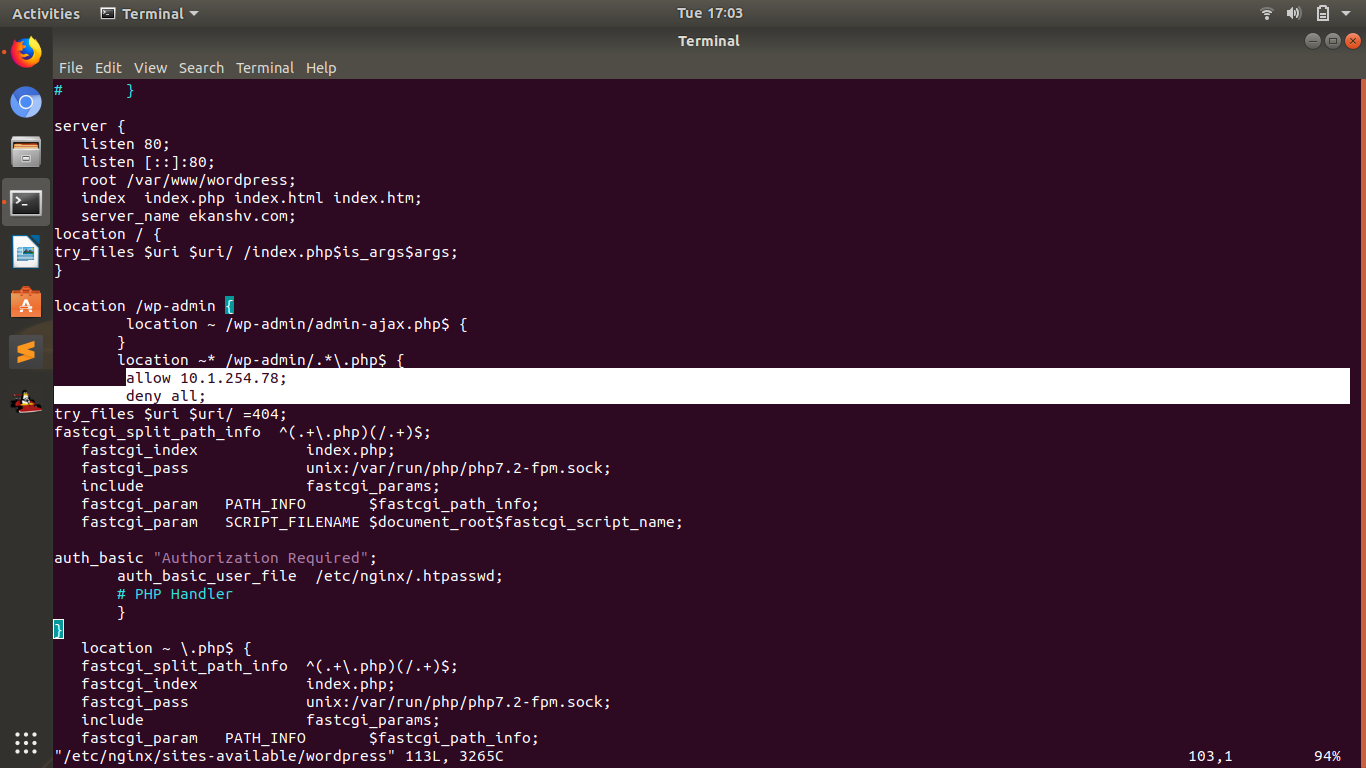 Activities Terminal Tue 17:03
Terminal
File Edit View Search Terminal Help
#       }
server {
   listen 80;
   listen [::]:80;
   root /var/www/wordpress;
   index  index.php index.html index.htm;
   server_name ekanshv.com;
location / {
try_files $uri $uri/ /index.php$is_args$args;
}
location /wp-admin {
        location ~ /wp-admin/admin-ajax.php$ {
       }
       location ~* /wp-admin/.*\.php$ {
        allow 10.1.254.78;
        deny all;
try_files $uri $uri/ =404;
fastcgi_split_path_info  ^(.+\.php)(/.+)$;
   fastcgi_index            index.php;
   fastcgi_pass             unix:/var/run/php/php7.2-fpm.sock;
   include                  fastcgi_params;
   fastcgi_param   PATH_INFO       $fastcgi_path_info;
   fastcgi_param   SCRIPT_FILENAME $document_root$fastcgi_script_name;
auth_basic "Authorization Required";
       auth_basic_user_file  /etc/nginx/.htpasswd;
       # PHP Handler
       }
}
   location ~ \.php$ {
   fastcgi_split_path_info  ^(.+\.php)(/.+)$;
   fastcgi_index            index.php;
   fastcgi_pass             unix:/var/run/php/php7.2-fpm.sock;
   include                  fastcgi_params;
   fastcgi_param   PATH_INFO       $fastcgi_path_info;
"/etc/nginx/sites-available/wordpress" 113L, 3265C 103,1 94%